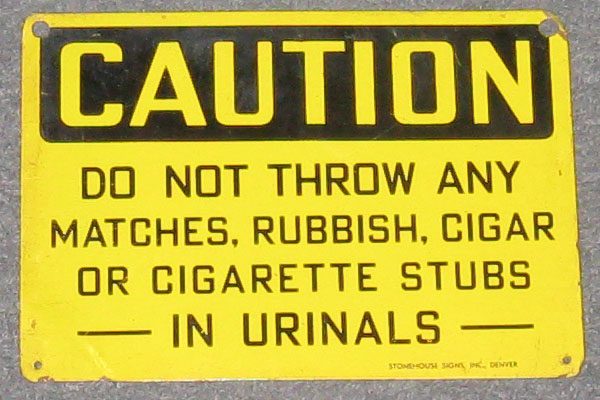 CAUTION
DO NOT THROW ANY
MATCHES, RUBBISH, CIGAR
OR CIGARETTE STUBS
— IN URINALS —
STONEHOUSE SIGNS, INC., DENVER